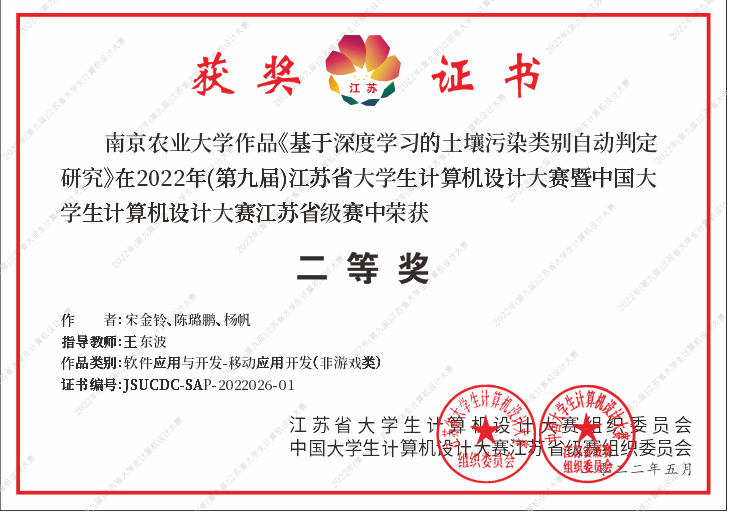 获奖 江苏 证书
南京农业大学作品《基于深度学习的土壤污染类别自动判定
研究》在2022年(第九届)江苏省大学生计算机设计大赛暨中国大
学生计算机设计大赛江苏省级赛中荣获
二等奖
作 者:宋金铃、陈璐鹏、杨帆
指导教师:王东波
作品类别:软件应用与开发-移动应用开发(非游戏类)
证书编号:JSUCDC-SAP-2022026-01
江苏省大学生计算机设计大赛组织委员会
中国大学生计算机设计大赛江苏省级赛组织委员会
二二年五月
江苏省大学生计算机设计大赛
组织委员会
中国大学生计算机设计大赛
江苏省级赛
组织委员会
2022年(第九届)江苏省大学生计算机设计大赛